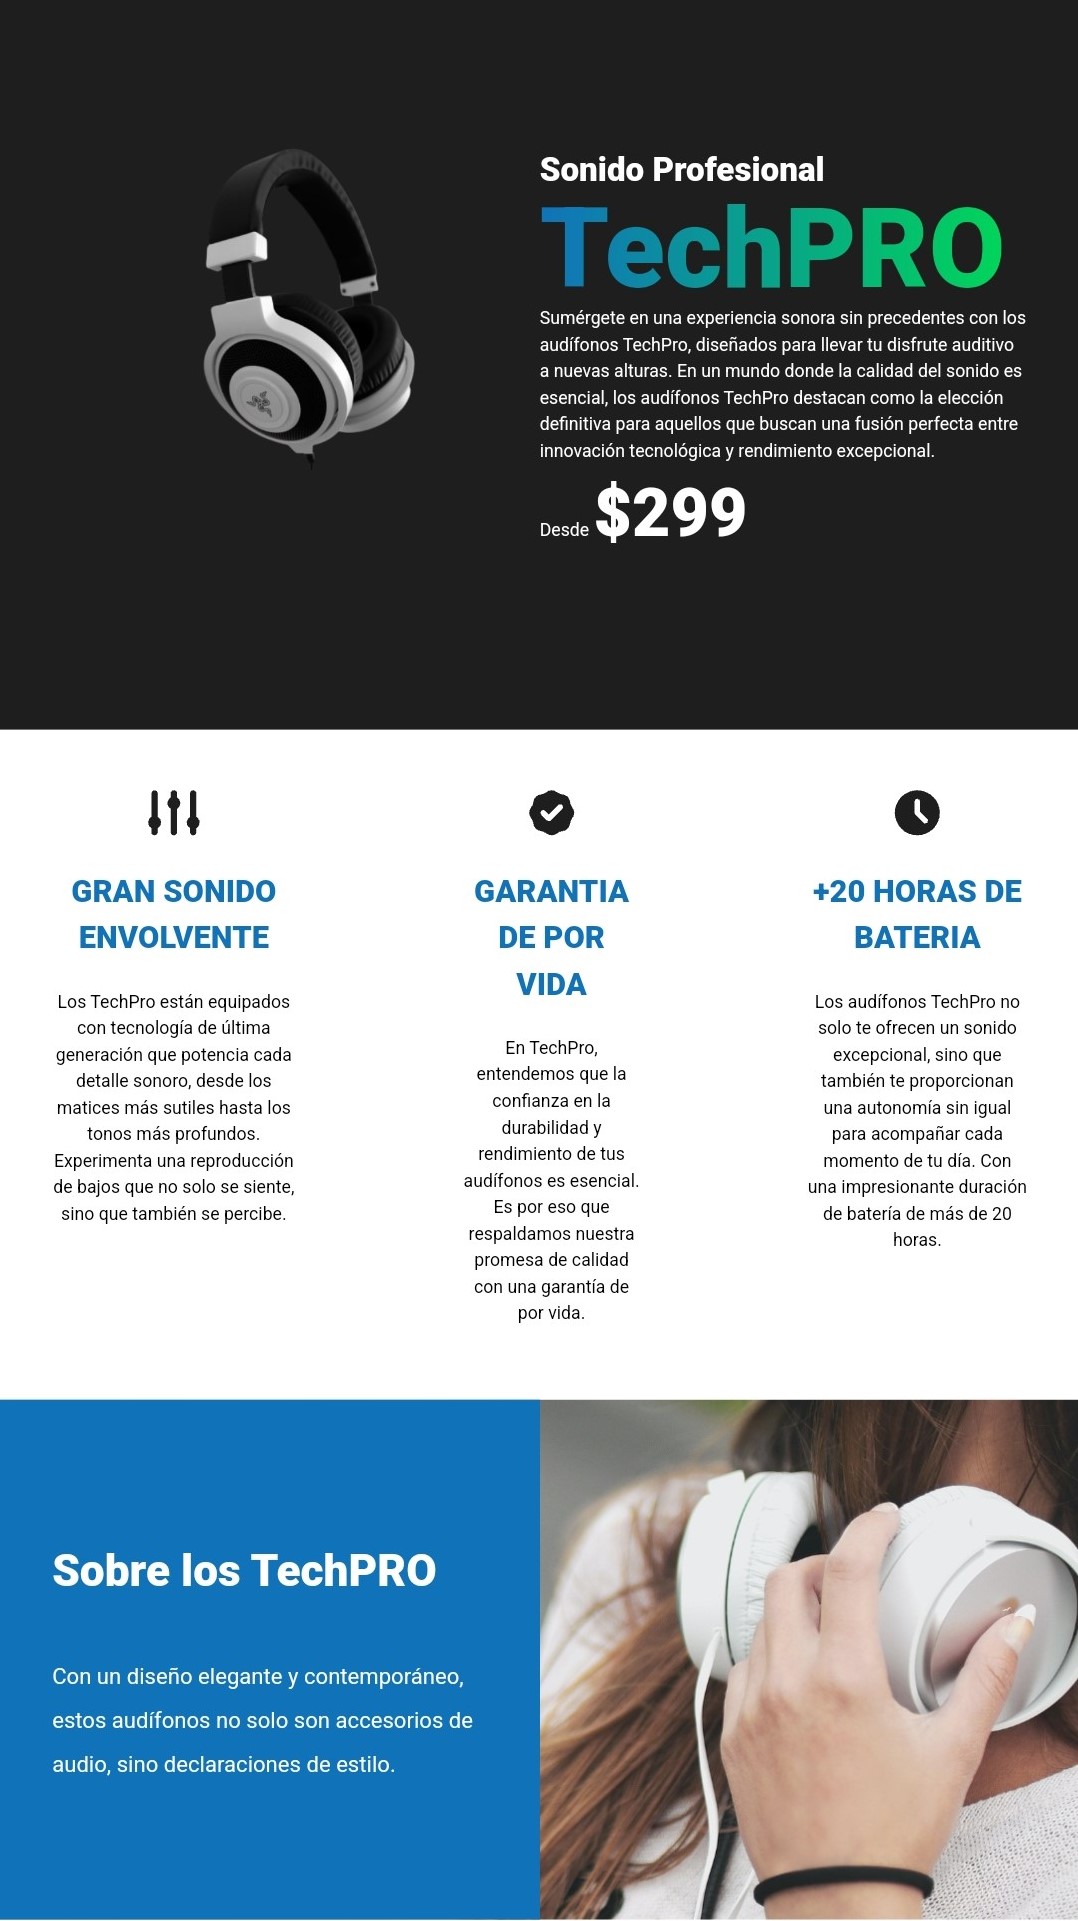 Sonido Profesional
TechPRO
Sumérgete en una experiencia sonora sin precedentes con los
audífonos TechPro, diseñados para llevar tu disfrute auditivo
a nuevas alturas. En un mundo donde la calidad del sonido es
esencial, los audífonos TechPro destacan como la elección
definitiva para aquellos que buscan una fusión perfecta entre
innovación tecnológica y rendimiento excepcional.
Desde $299
GRAN SONIDO
ENVOLVENTE
Los TechPro están equipados
con tecnología de última
generación que potencia cada
detalle sonoro, desde los
matices más sutiles hasta los
tonos más profundos.
Experimenta una reproducción
de bajos que no solo se siente,
sino que también se percibe.
GARANTIA
DE POR
VIDA
En TechPro,
entendemos que la
confianza en la
durabilidad y
rendimiento de tus
audífonos es esencial.
Es por eso que
respaldamos nuestra
promesa de calidad
con una garantía de
por vida.
+20 HORAS DE
BATERIA
Los audífonos TechPro no
solo te ofrecen un sonido
excepcional, sino que
también te proporcionan
una autonomía sin igual
para acompañar cada
momento de tu día. Con
una impresionante duración
de batería de más de 20
horas.
Sobre los TechPRO
Con un diseño elegante y contemporáneo,
estos audífonos no solo son accesorios de
audio, sino declaraciones de estilo.